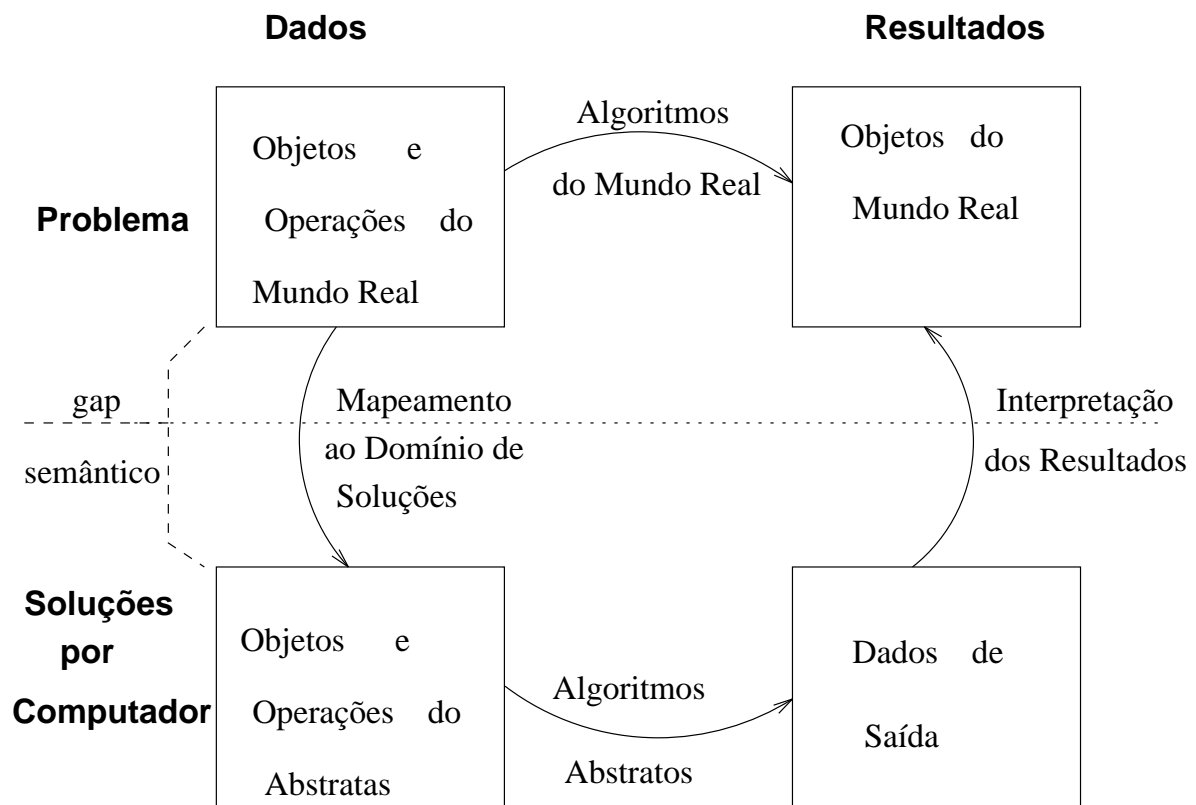 Dados
Resultados
Objetos e
Operações do
Mundo Real
Algoritmos
do Mundo Real
Objetos do
Mundo Real
Problema
gap
semântico
Mapeamento
ao Domínio de
Soluções
Interpretação
dos Resultados
Soluções
por
Computador
Objetos e
Operações do
Abstratas
Algoritmos
Abstratos
Dados de
Saída